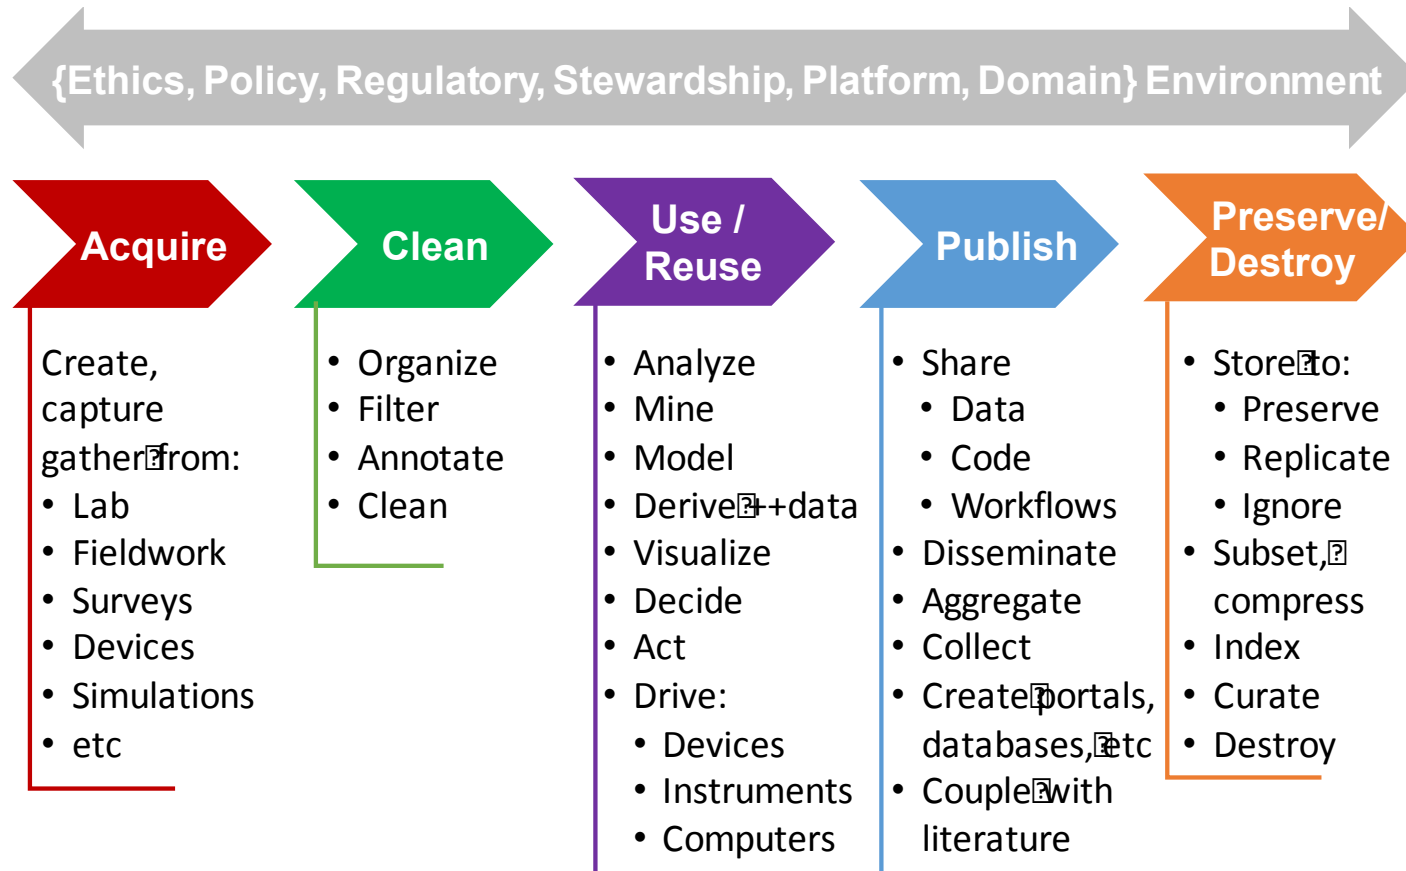 {Ethics, Policy, Regulatory, Stewardship, Platform, Domain} Environment
Acquire
Create,
capture
gather from:
• Lab
• Fieldwork
• Surveys
• Devices
• Simulations
• etc
Clean
• Organize
• Filter
• Annotate
• Clean
Use /
Reuse
• Analyze
• Mine
• Model
• Derive ++data
• Visualize
• Decide
• Act
• Drive:
• Devices
• Instruments
• Computers
Publish
• Share
• Data
• Code
• Workflows
• Disseminate
• Aggregate
• Collect
• Create portals,
databases, etc
• Couple with
literature
Preserve/
Destroy
• Store to:
• Preserve
• Replicate
• Ignore
• Subset,
compress
• Index
• Curate
• Destroy